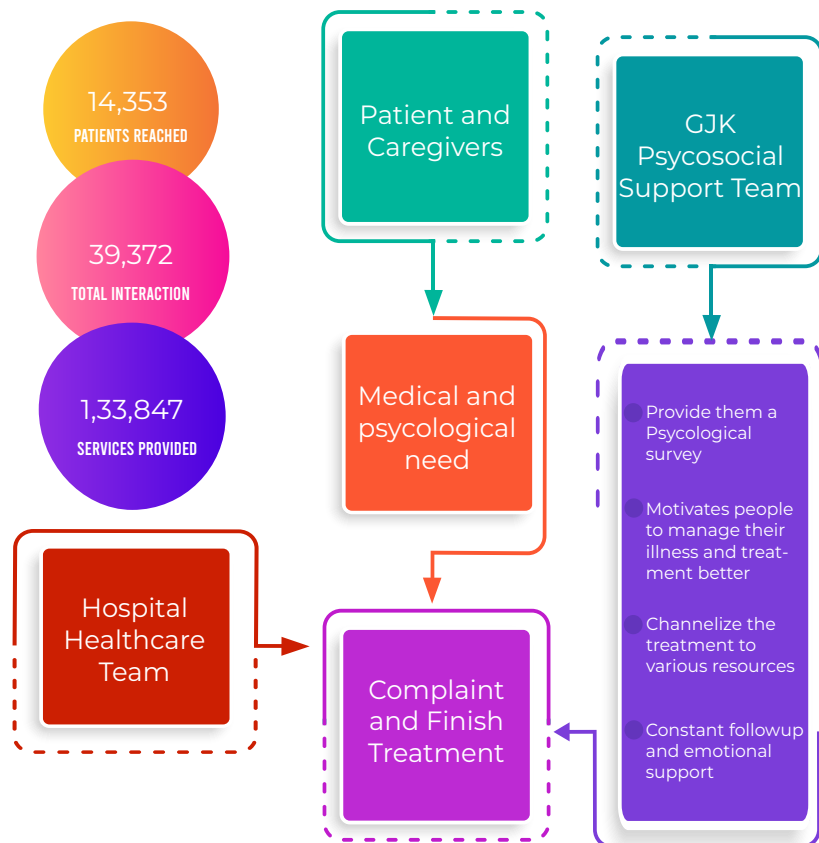 14,353
PATIENTS REACHED
39,372
TOTAL INTERACTION
1,33,847
SERVICES PROVIDED
Patient and
Caregivers
GJK
Psycosocial
Support Team
Medical and
psycological
need
Provide them a
Psycological
survey
Motivates people
to manage their
illness and treat-
ment better
Channelize the
treatment to
various resources
Constant followup
and emotional
support
Hospital
Healthcare
Team
Complaint
and Finish
Treatment